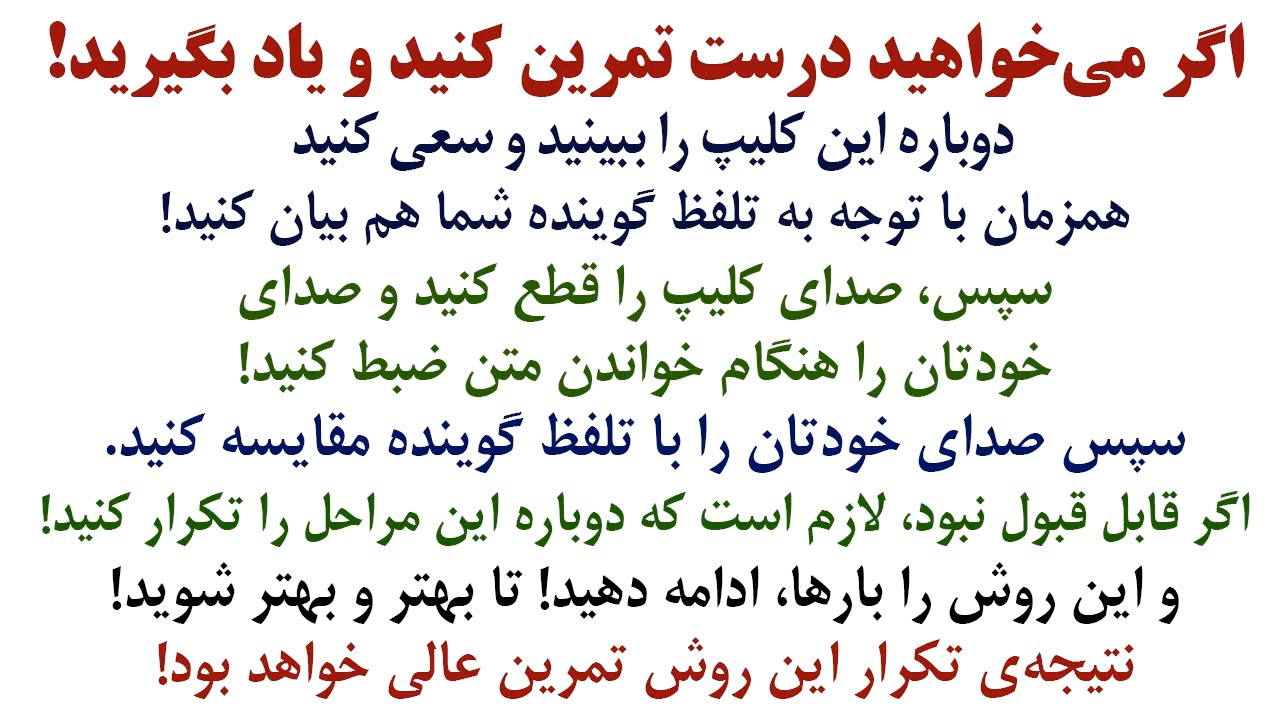 اگر می‌خواهید درست تمرین کنید و یاد بگیرید!
دوباره این کلیپ را ببینید و سعی کنید
همزمان با توجه به تلفظ گوینده شما هم بیان کنید!
سپس، صدای کلیپ را قطع کنید و صدای
خودتان را هنگام خواندن متن ضبط کنید!
سپس صدای خودتان را با تلفظ گوینده مقایسه کنید.
اگر قابل قبول نبود، لازم است که دوباره این مراحل را تکرار کنید!
و این روش را بارها، ادامه دهید! تا بهتر و بهتر شوید!
نتیجه‌ی تکرار این روش تمرین عالی خواهد بود!